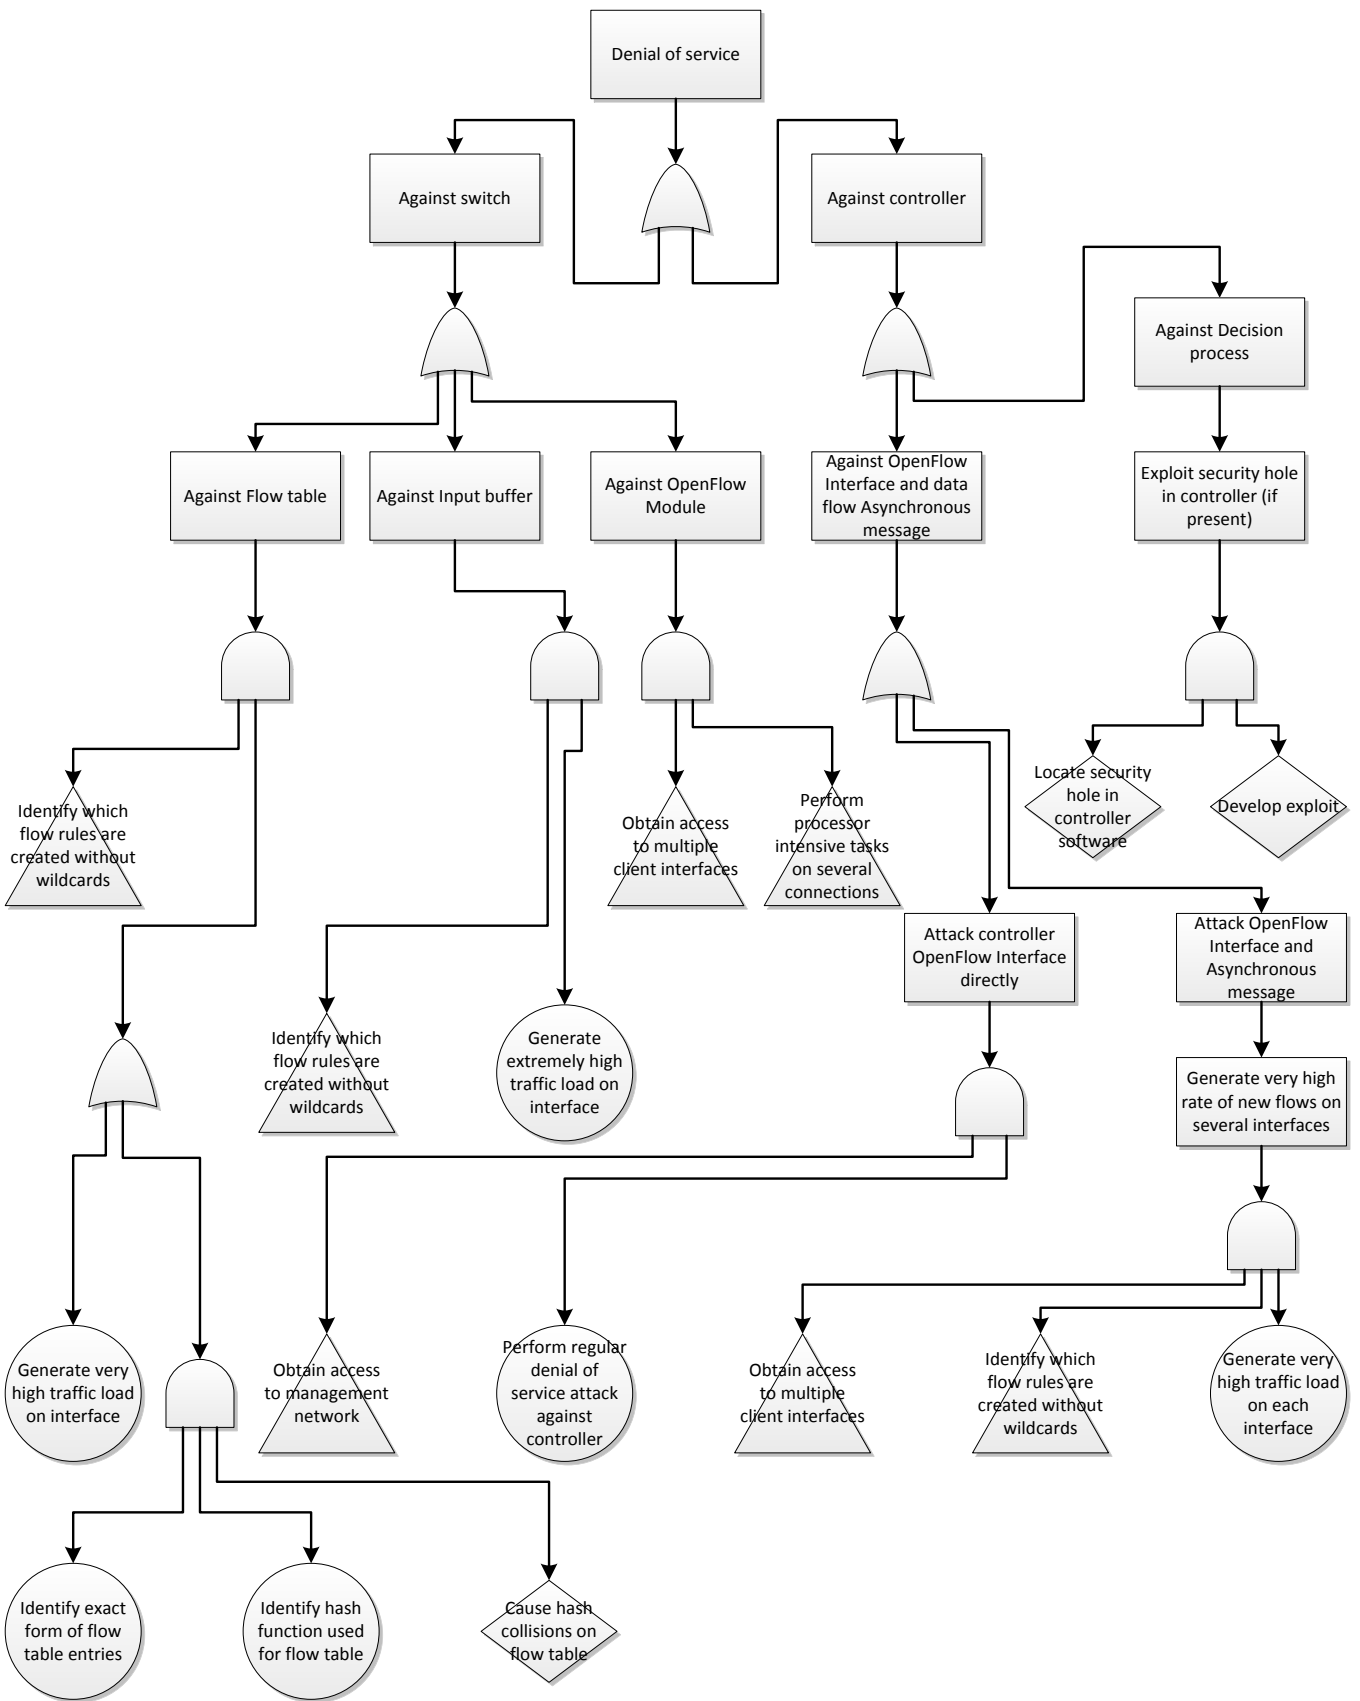 Denial of service
Against switch
Against controller
Against Decision
process
Against Flow table
Against Input buffer
Against OpenFlow
Module
Against OpenFlow
Interface and data
flow Asynchronous
message
Exploit security hole
in controller (if
present)
Identify which
flow rules are
created without
wildcards
Obtain access
to multiple
client interfaces
Perform
processor
intensive tasks
on several
connections
Locate security
hole in
controller
software
Develop exploit
Attack controller
OpenFlow Interface
directly
Attack OpenFlow
Interface and
Asynchronous
message
Identify which
flow rules are
created without
wildcards
Generate
extremely high
traffic load on
interface
Generate very high
rate of new flows on
several interfaces
Generate very
high traffic load
on interface
Obtain access
to management
network
Perform regular
denial of
service attack
against
controller
Obtain access
to multiple
client interfaces
Identify which
flow rules are
created without
wildcards
Generate very
high traffic load
on each
interface
Identify exact
form of flow
table entries
Identify hash
function used
for flow table
Cause hash
collisions on
flow table